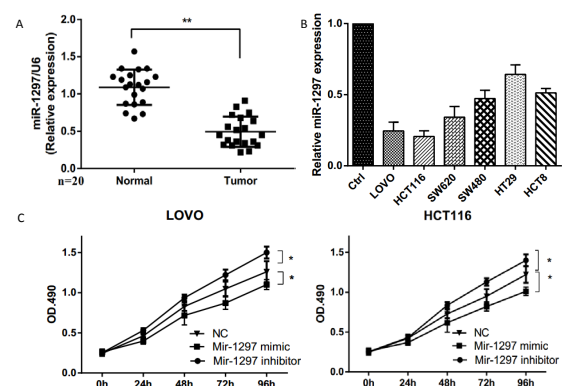 A
miR-1297/U6
(Relative expression)
2.0
1.5
1.0
0.5
0.0
**
n=20
Normal
Tumor
B
Relative miR-1297 expression
1.0
0.5
0.0
Ctrl
LOVO
HCT116
SW620
SW480
HT29
HCT8
C
LOVO
OD.490
1.5
1.0
0.5
0.0
*
*
NC
Mir-1297 mimic
Mir-1297 inhibitor
0h
24h
48h
72h
96h
HCT116
OD.490
1.5
1.0
0.5
0.0
*
*
NC
Mir-1297 mimic
Mir-1297 inhibitor
0h
24h
48h
72h
96h